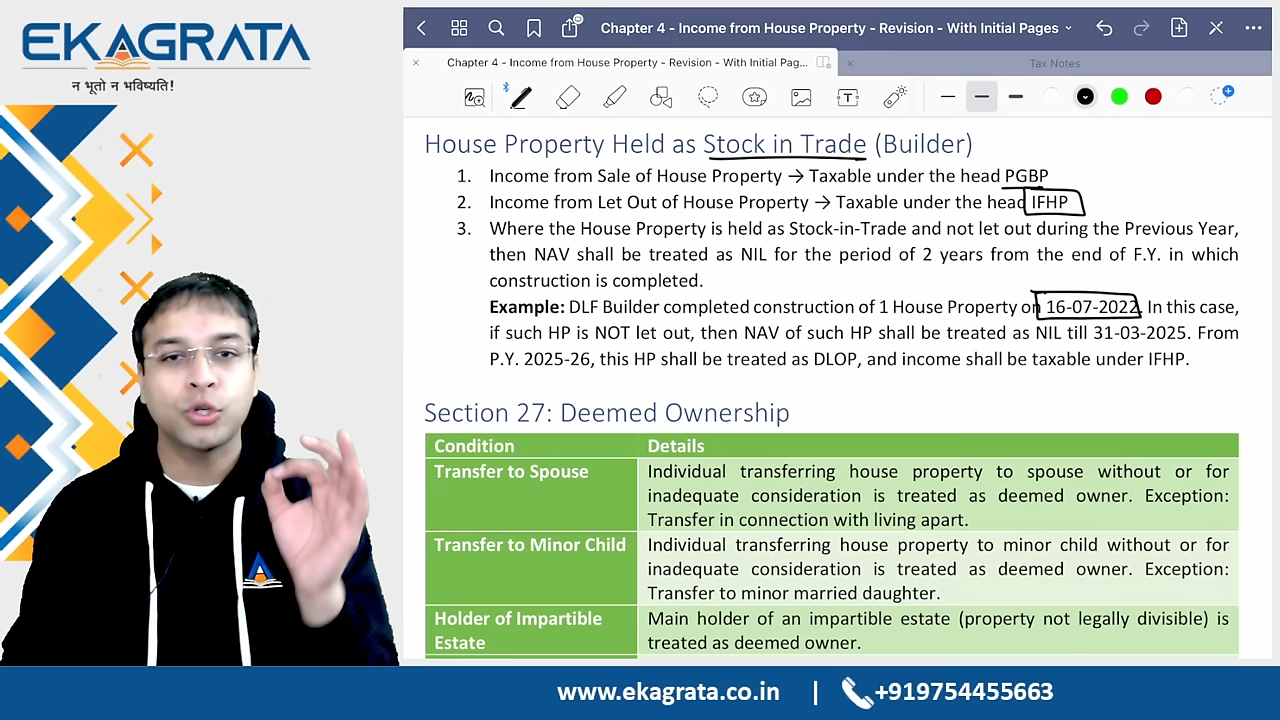 EKAGRATA
न भूतो न भविष्यति!
Chapter 4 - Income from House Property - Revision - With Initial Pages
Chapter 4 - Income from House Property - Revision - With Initial Pag...
Tax Notes
House Property Held as Stock in Trade (Builder)
1. Income from Sale of House Property → Taxable under the head PGBP
2. Income from Let Out of House Property → Taxable under the head IFHP
3. Where the House Property is held as Stock-in-Trade and not let out during the Previous Year,
then NAV shall be treated as NIL for the period of 2 years from the end of F.Y. in which
construction is completed.
Example: DLF Builder completed construction of 1 House Property on 16-07-2022. In this case,
if such HP is NOT let out, then NAV of such HP shall be treated as NIL till 31-03-2025. From
P.Y. 2025-26, this HP shall be treated as DLOP, and income shall be taxable under IFHP.
Section 27: Deemed Ownership
Condition Details
Transfer to Spouse Individual transferring house property to spouse without or for
inadequate consideration is treated as deemed owner. Exception:
Transfer in connection with living apart.
Transfer to Minor Child Individual transferring house property to minor child without or for
inadequate consideration is treated as deemed owner. Exception:
Transfer to minor married daughter.
Holder of Impartible Main holder of an impartible estate (property not legally divisible) is
Estate treated as deemed owner.
www.ekagrata.co.in | +919754455663